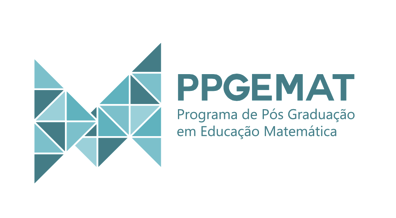 PPGEMAT
Programa de Pós Graduação
em Educação Matemática